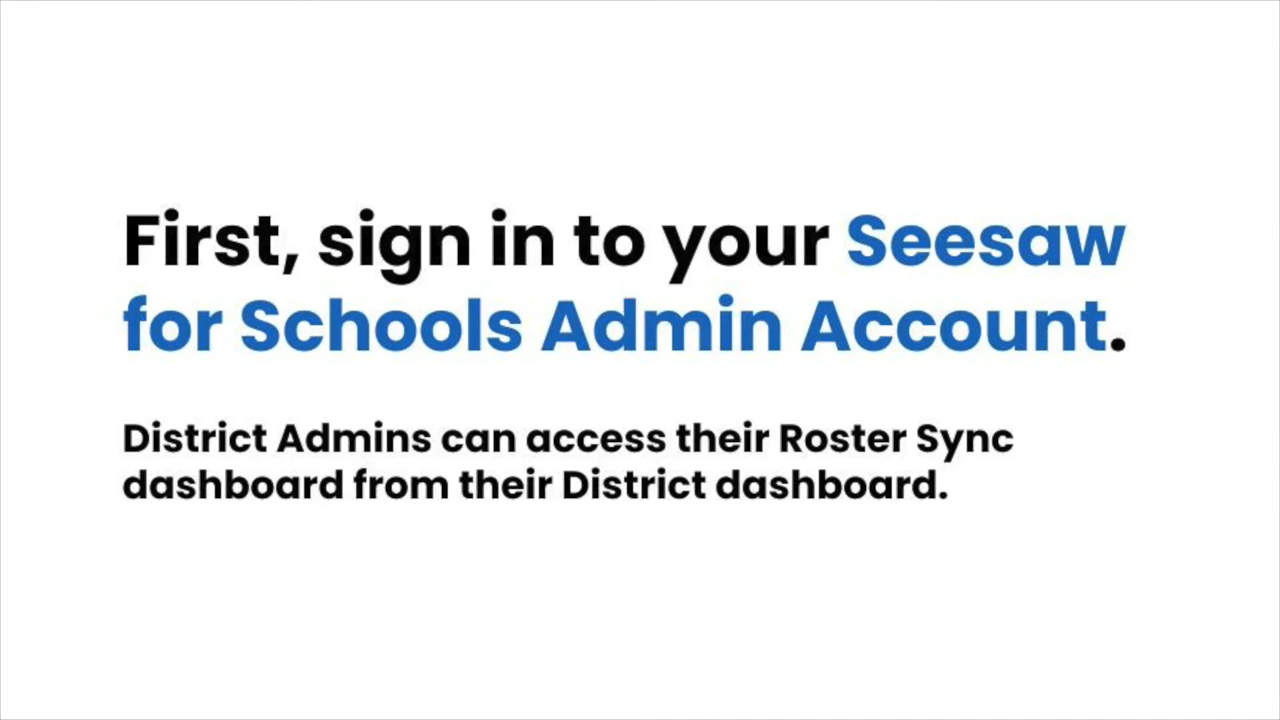 First, sign in to your Seesaw
for Schools Admin Account.
District Admins can access their Roster Sync
dashboard from their District dashboard.